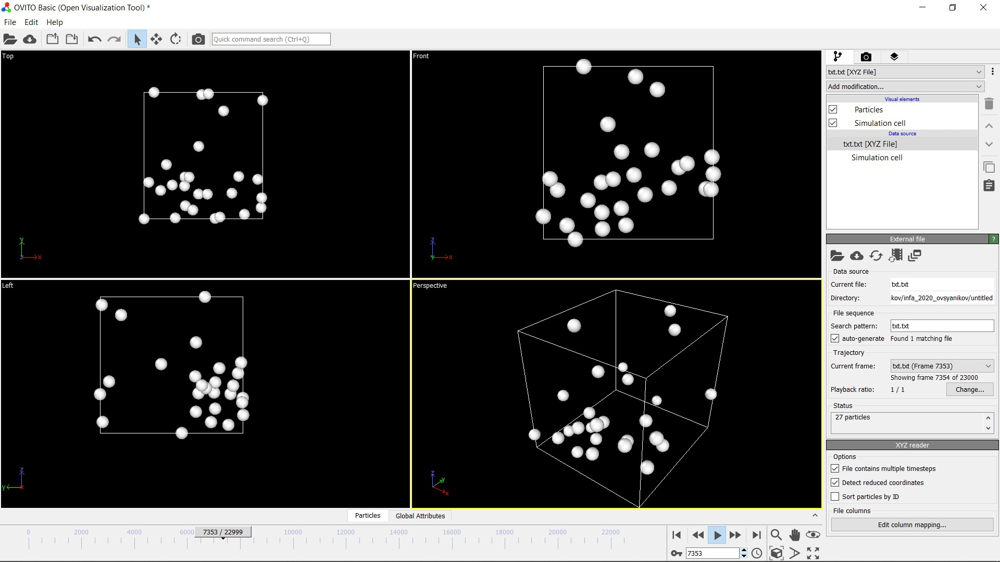 OVITO Basic (Open Visualization Tool) *
File Edit Help
Quick command search (Ctrl+Q)
Top
y
z x
Front
z
y x
Left
z
y x
Perspective
z
y
x
Particles Global Attributes
0 2000 4000 6000 7353 / 22999 10000 12000 14000 16000 18000 20000 22000
7353
txt.txt [XYZ File]
Add modification...
Visual elements
Particles
Simulation cell
Data source
txt.txt [XYZ File]
Simulation cell
External file ?
Data source
Current file: txt.txt
Directory: kov/infa_2020_ovsyanikov/untitled
File sequence
Search pattern: txt.txt
auto-generate Found 1 matching file
Trajectory
Current frame: txt.txt (Frame 7353)
Showing frame 7354 of 23000
Playback ratio: 1 / 1 Change...
Status
27 particles
XYZ reader
Options
File contains multiple timesteps
Detect reduced coordinates
Sort particles by ID
File columns
Edit column mapping...